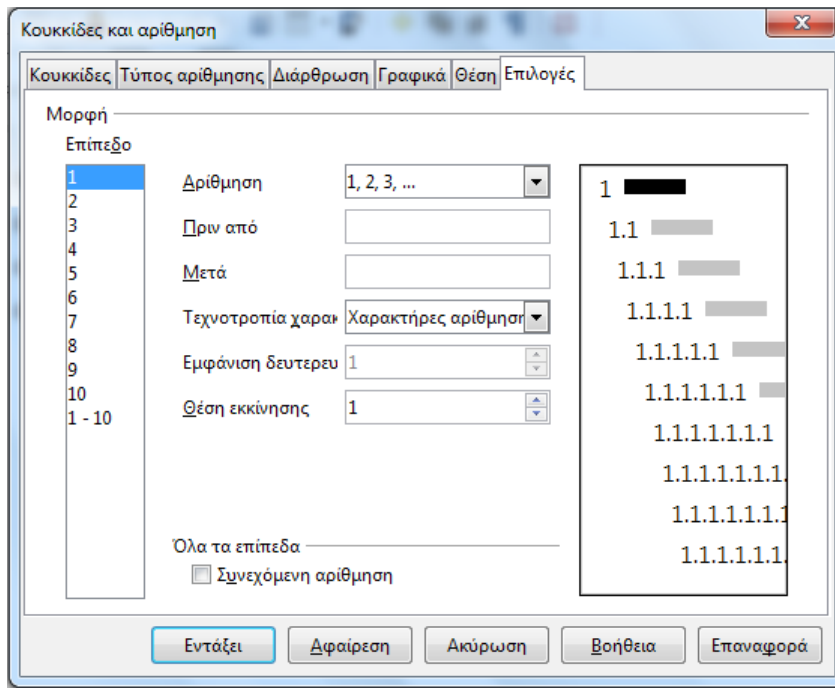 Κουκκίδες και αρίθμηση
Κουκκίδες Τύπος αρίθμησης Διάρθρωση Γραφικά Θέση Επιλογές
Μορφή
Επίπεδο
1
2
3
4
5
6
7
8
9
10
1 - 10
Αρίθμηση 1, 2, 3, ...
Πριν από
Μετά
Τεχνοτροπία χαρακ Χαρακτήρες αρίθμησr
Εμφάνιση δευτερευ 1
Θέση εκκίνησης 1
Όλα τα επίπεδα
Συνεχόμενη αρίθμηση
1
1.1
1.1.1
1.1.1.1
1.1.1.1.1
1.1.1.1.1.1
1.1.1.1.1.1.1
1.1.1.1.1.1.1.
1.1.1.1.1.1.1
1.1.1.1.1.1.
Εντάξει Αφαίρεση Ακύρωση Βοήθεια Επαναφορά